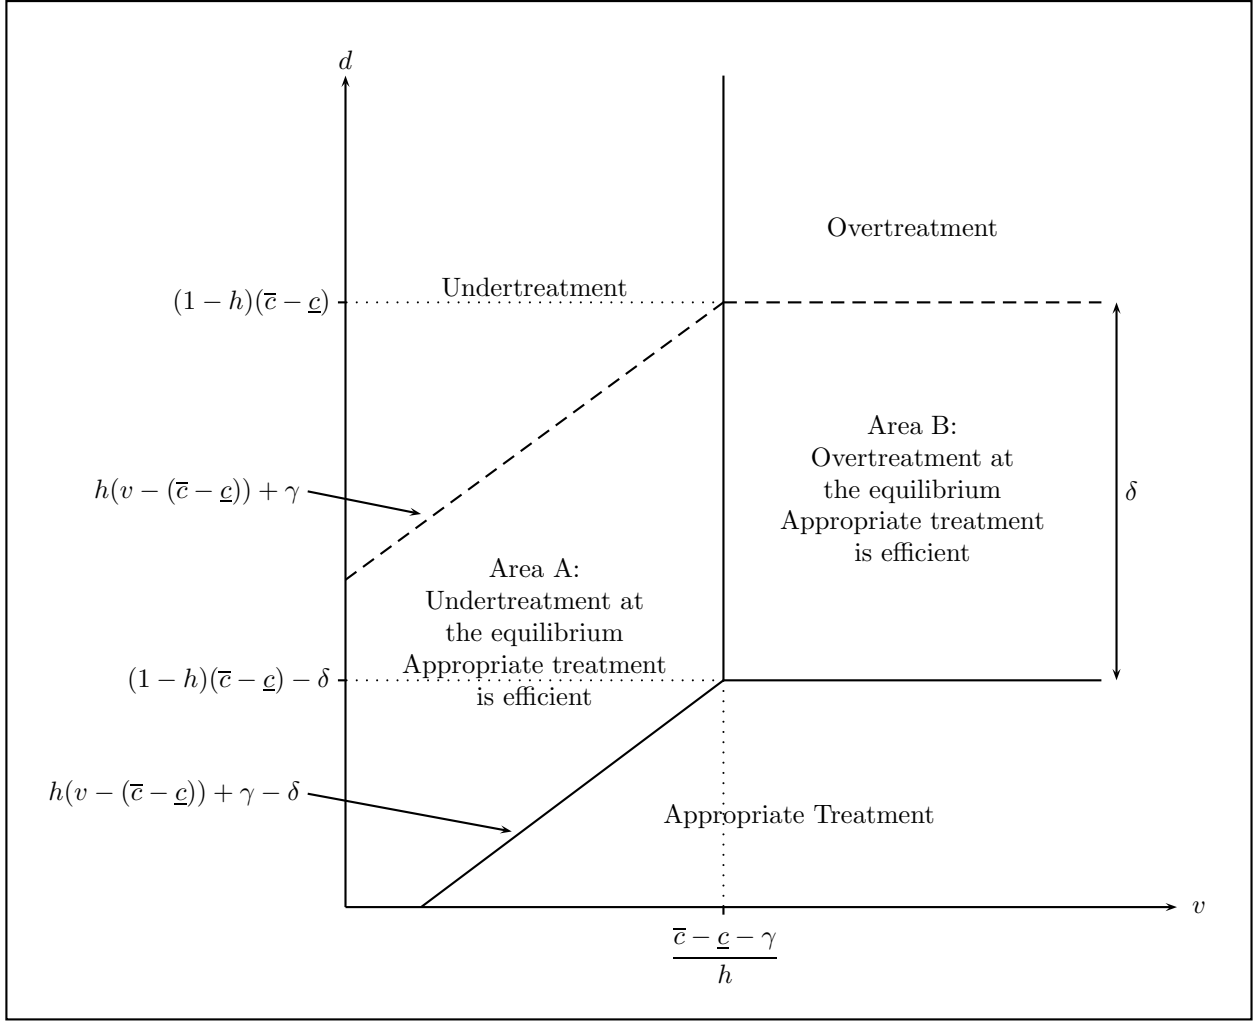 d
Overtreatment
Undertreatment
(1 − h)(c̅ − c̲)
Area B:
Overtreatment at
the equilibrium
Appropriate treatment
is efficient
h(v − (c̅ − c̲)) + γ
δ
Area A:
Undertreatment at
the equilibrium
Appropriate treatment
is efficient
(1 − h)(c̅ − c̲) − δ
h(v − (c̅ − c̲)) + γ − δ
Appropriate Treatment
v
c̅ − c̲ − γ
h